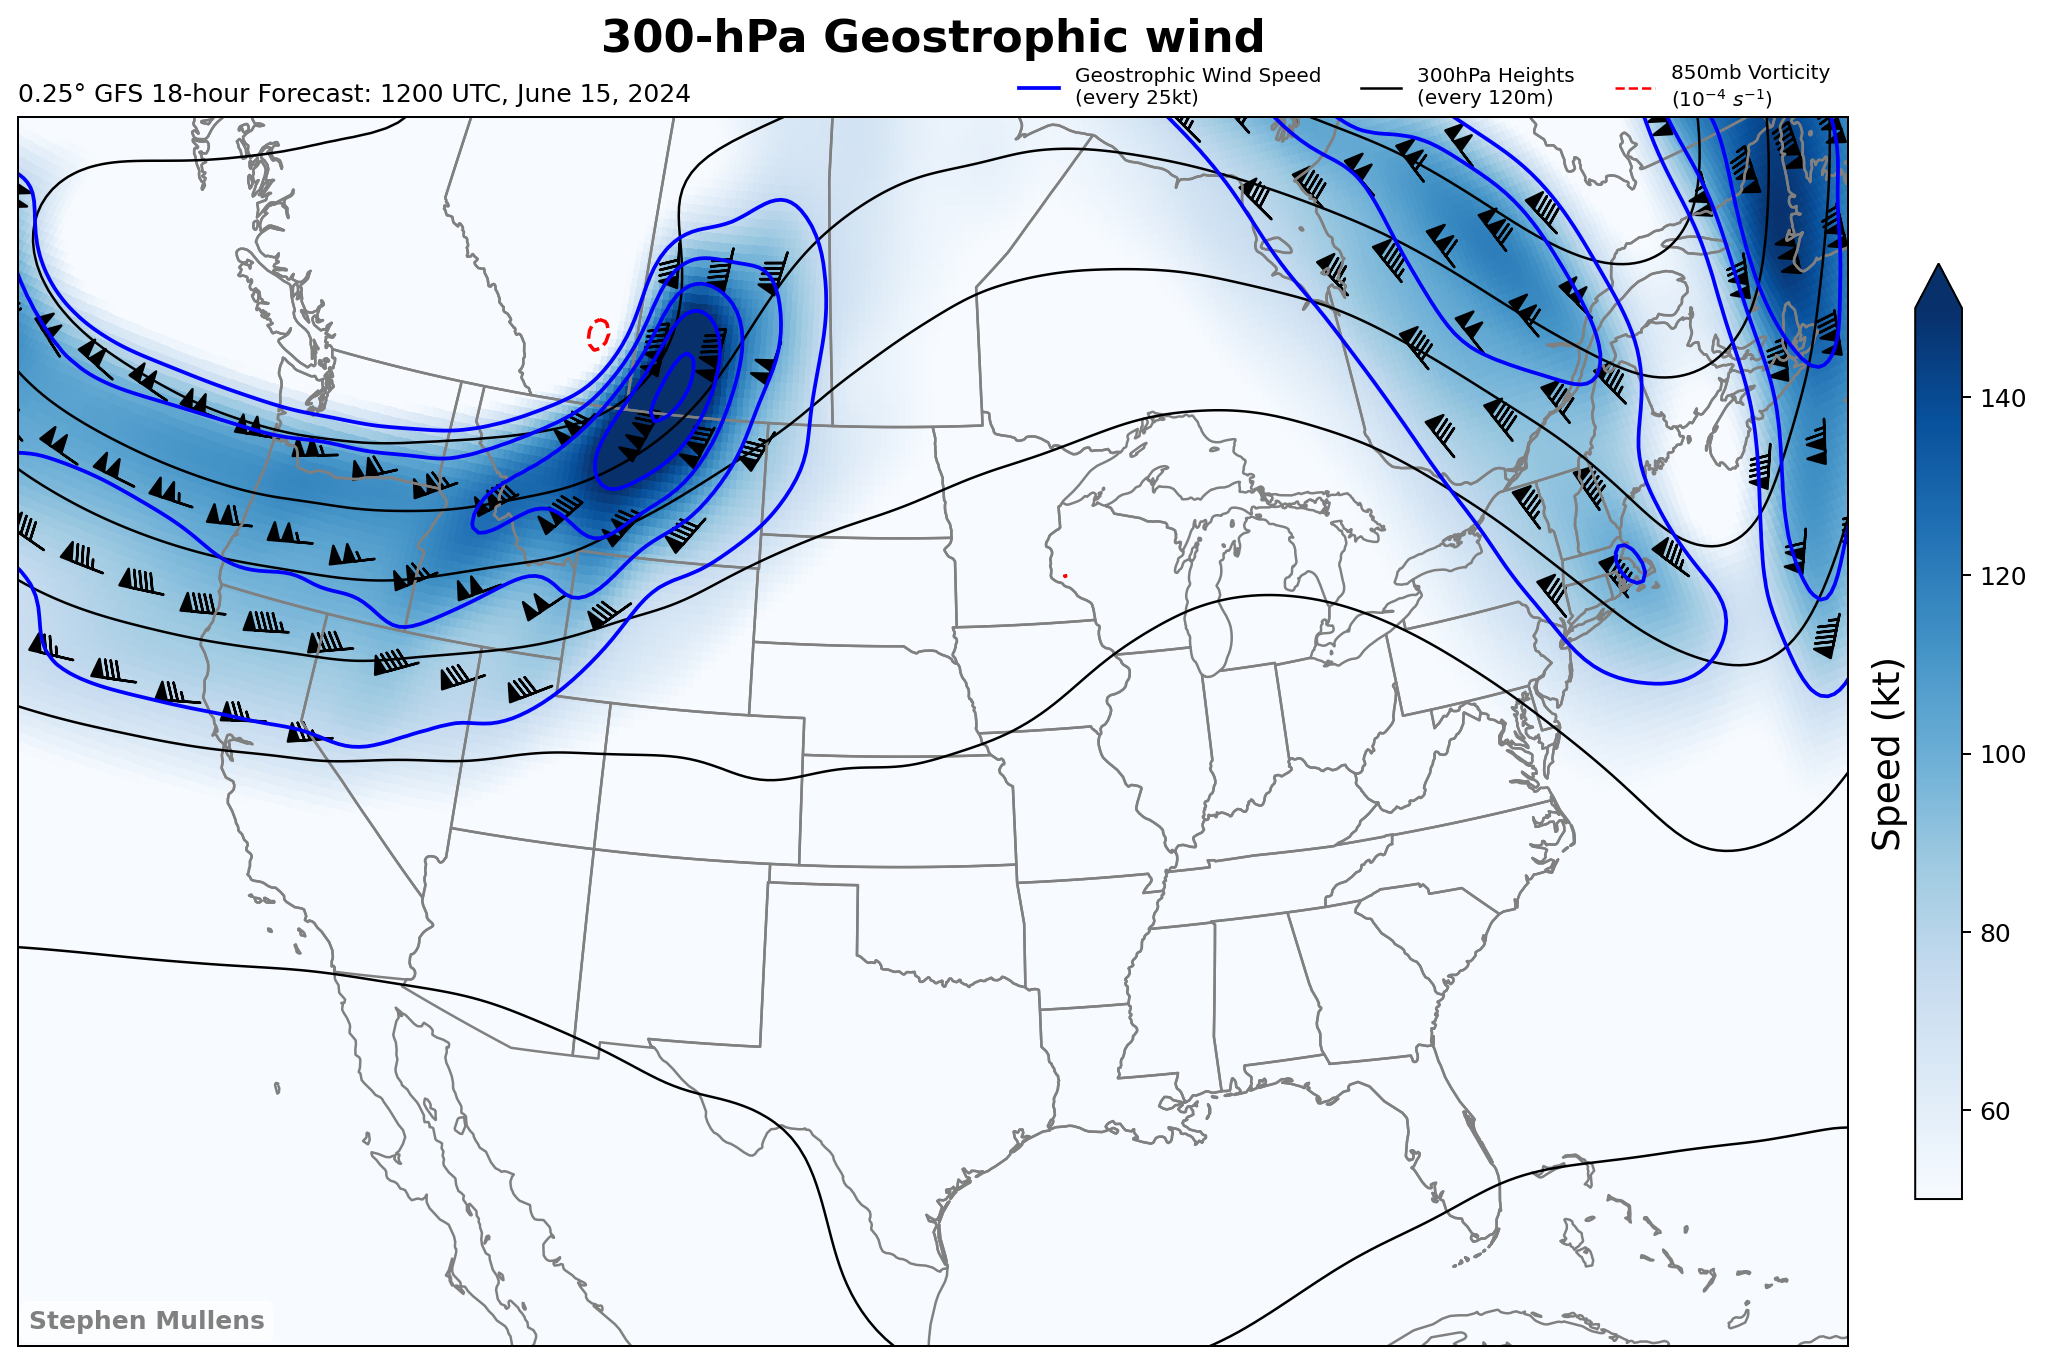 300-hPa Geostrophic wind
0.25° GFS 18-hour Forecast: 1200 UTC, June 15, 2024
Geostrophic Wind Speed
(every 25kt)
300hPa Heights
(every 120m)
850mb Vorticity
(10⁻⁴ s⁻¹)
140
120
100
80
60
Speed (kt)
Stephen Mullens